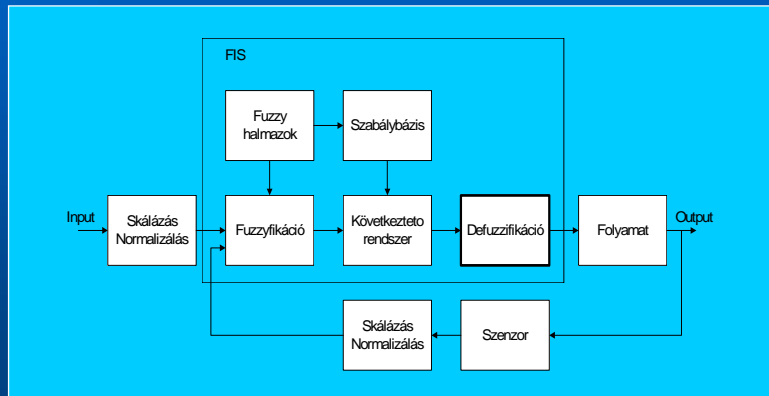 FIS
Fuzzy
halmazok
Szabálybázis
Input
Skálázás
Normalizálás
Fuzzyfikáció
Következteto
rendszer
Defuzzifikáció
Folyamat
Output
Skálázás
Normalizálás
Szenzor